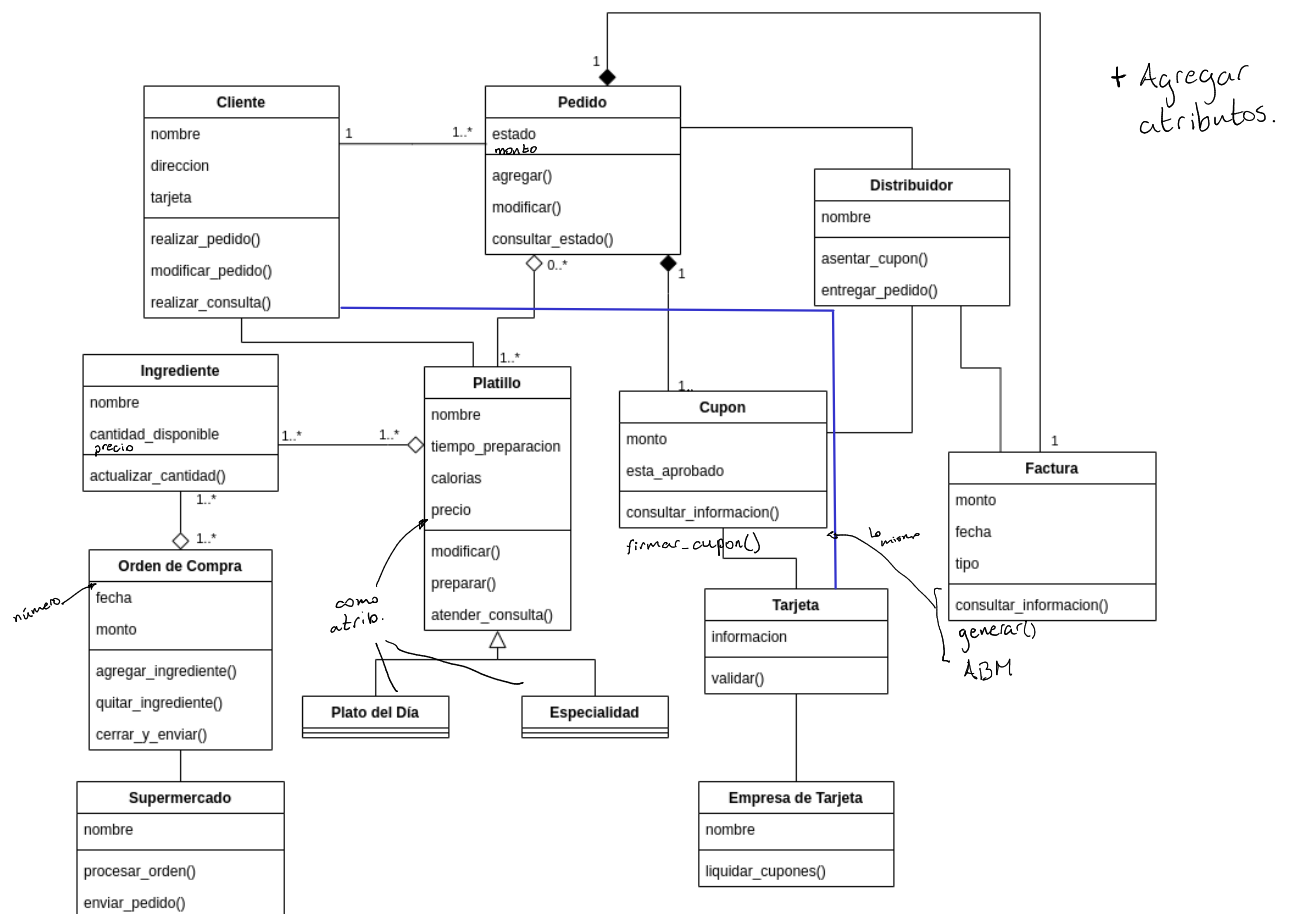 1
+ Agregar
atributos.
Cliente
nombre
direccion
tarjeta
realizar_pedido()
modificar_pedido()
realizar_consulta()
1
1..*
Pedido
estado
monto
agregar()
modificar()
consultar_estado()
0..*
1
Distribuidor
nombre
asentar_cupon()
entregar_pedido()
Ingrediente
nombre
cantidad_disponible
precio
actualizar_cantidad()
1..*
1..*
1..*
Platillo
nombre
tiempo_preparacion
calorias
precio
modificar()
preparar()
atender_consulta()
1..
Cupon
monto
esta_aprobado
consultar_informacion()
firmar_cupon()
1
Factura
monto
fecha
tipo
consultar_informacion()
generar()
ABM
lo
mismo
1..*
1..*
Orden de Compra
número
fecha
monto
agregar_ingrediente()
quitar_ingrediente()
cerrar_y_enviar()
como
atrib.
Plato del Día
Especialidad
Tarjeta
informacion
validar()
Supermercado
nombre
procesar_orden()
enviar_pedido()
Empresa de Tarjeta
nombre
liquidar_cupones()